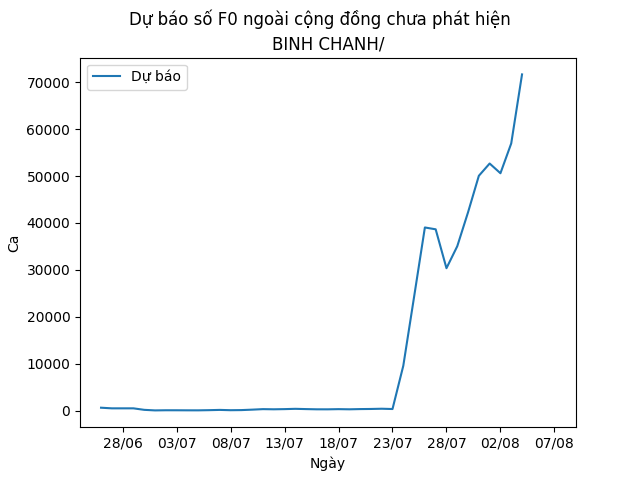 Dự báo số F0 ngoài cộng đồng chưa phát hiện
BINH CHANH/
Dự báo
70000
60000
50000
40000
30000
20000
10000
0
Ca
28/06 03/07 08/07 13/07 18/07 23/07 28/07 02/08 07/08
Ngày